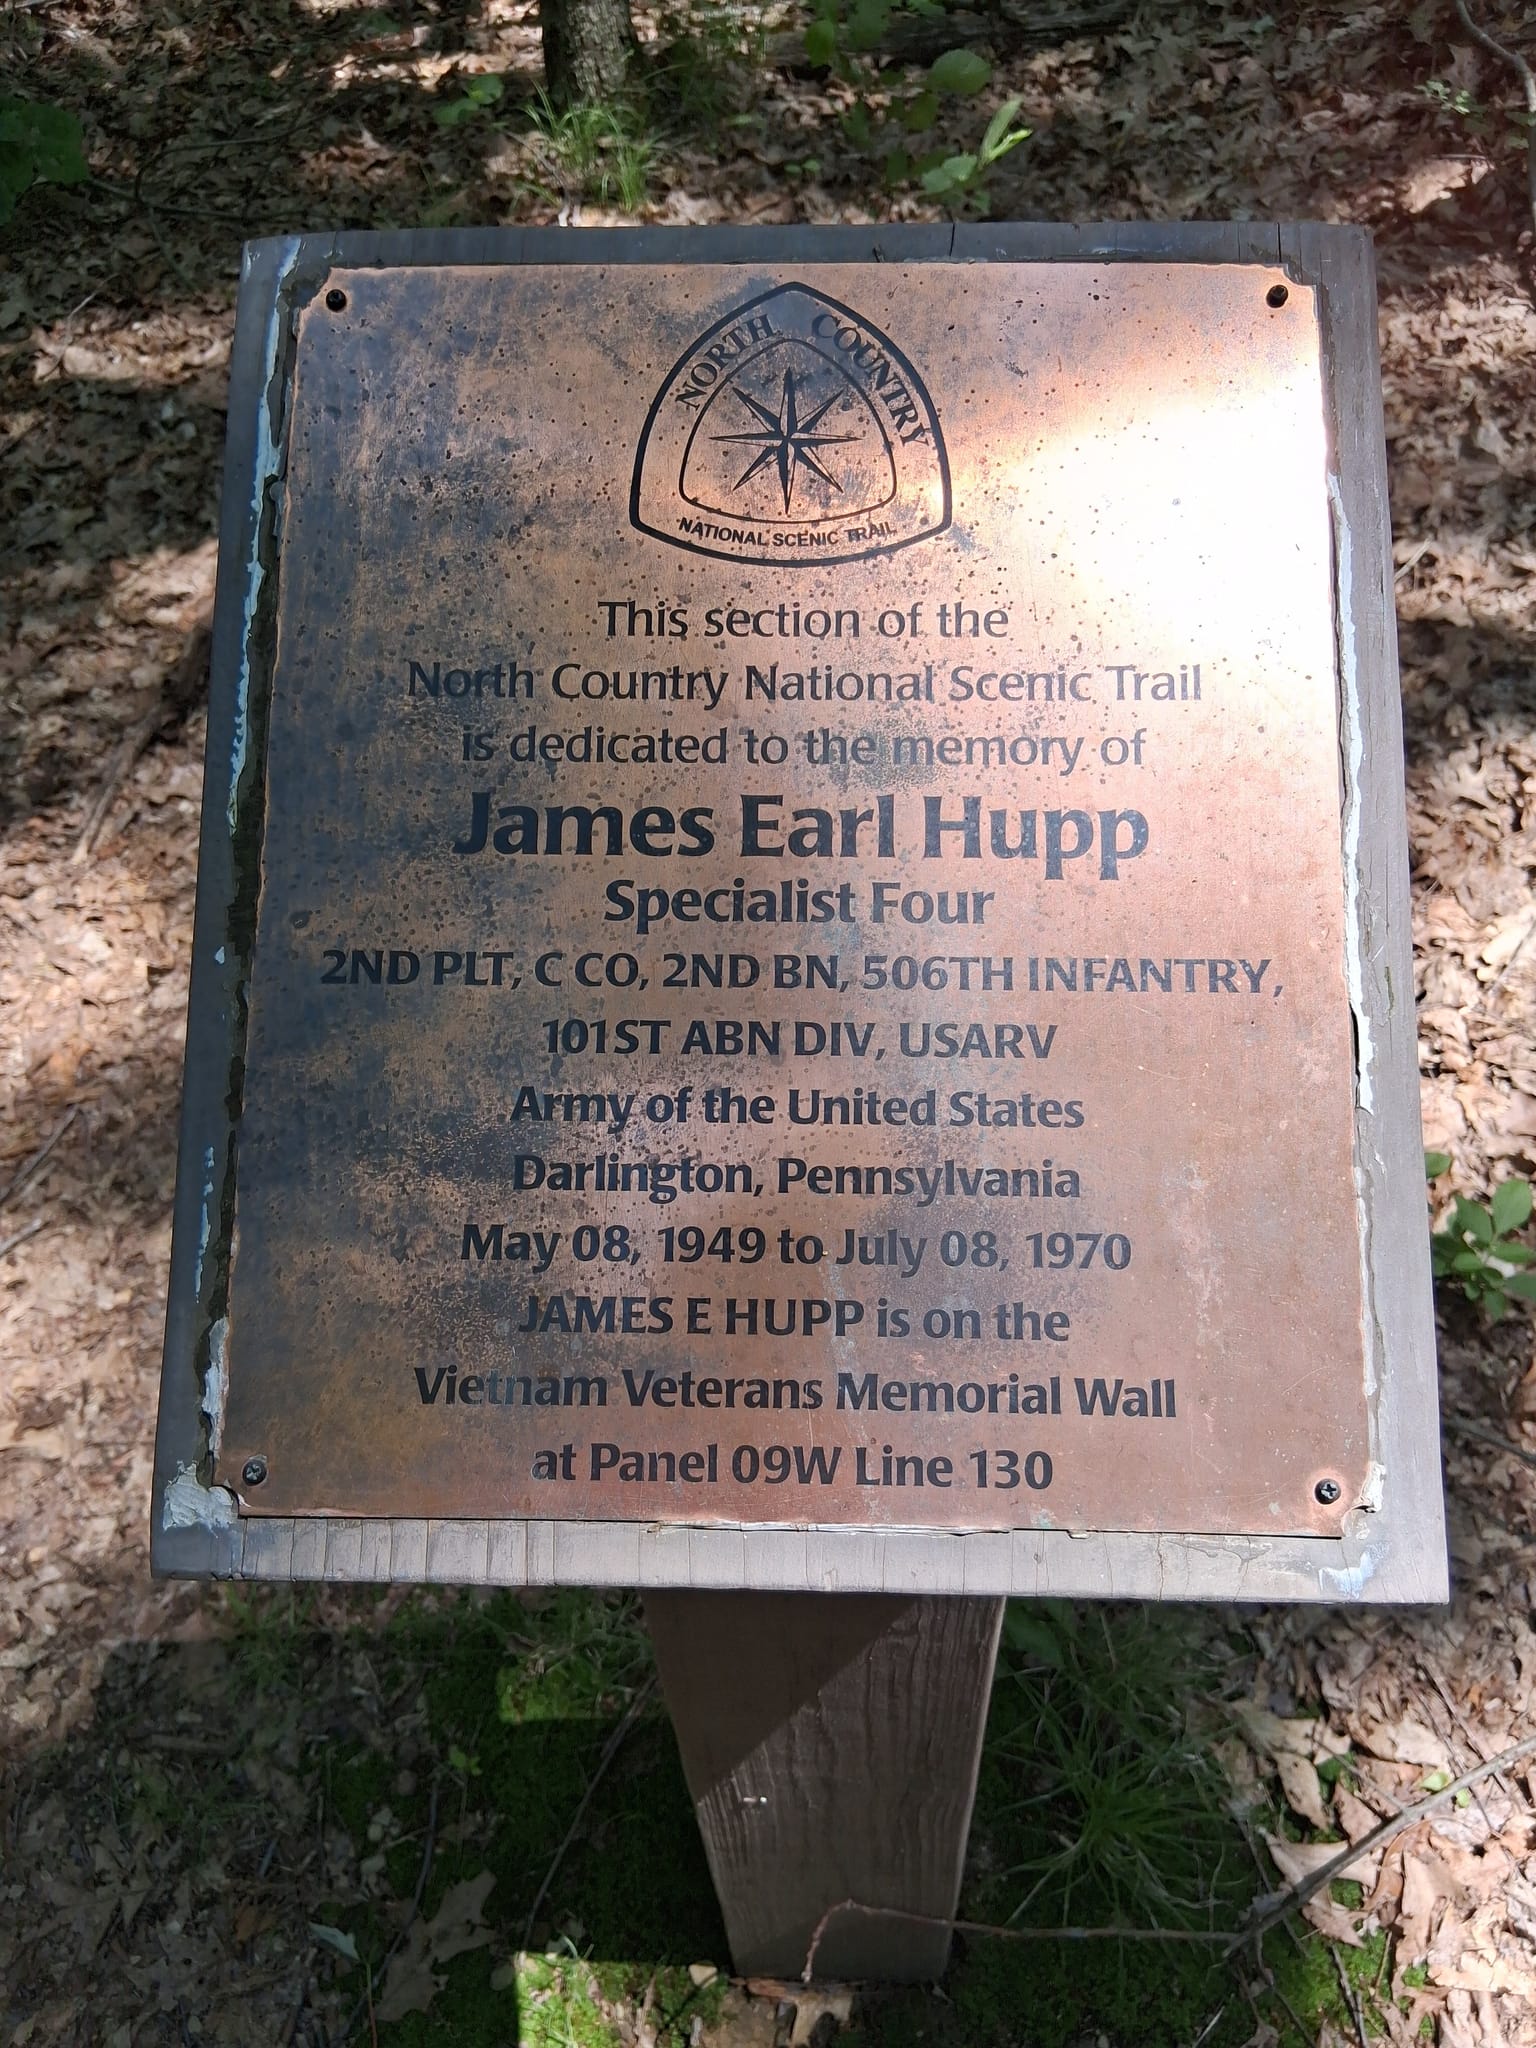 NORTH COUNTRY
NATIONAL SCENIC TRAIL
This section of the
North Country National Scenic Trail
is dedicated to the memory of
James Earl Hupp
Specialist Four
2ND PLT, C CO, 2ND BN, 506TH INFANTRY,
101ST ABN DIV, USARV
Army of the United States
Darlington, Pennsylvania
May 08, 1949 to July 08, 1970
JAMES E HUPP is on the
Vietnam Veterans Memorial Wall
at Panel 09W Line 130